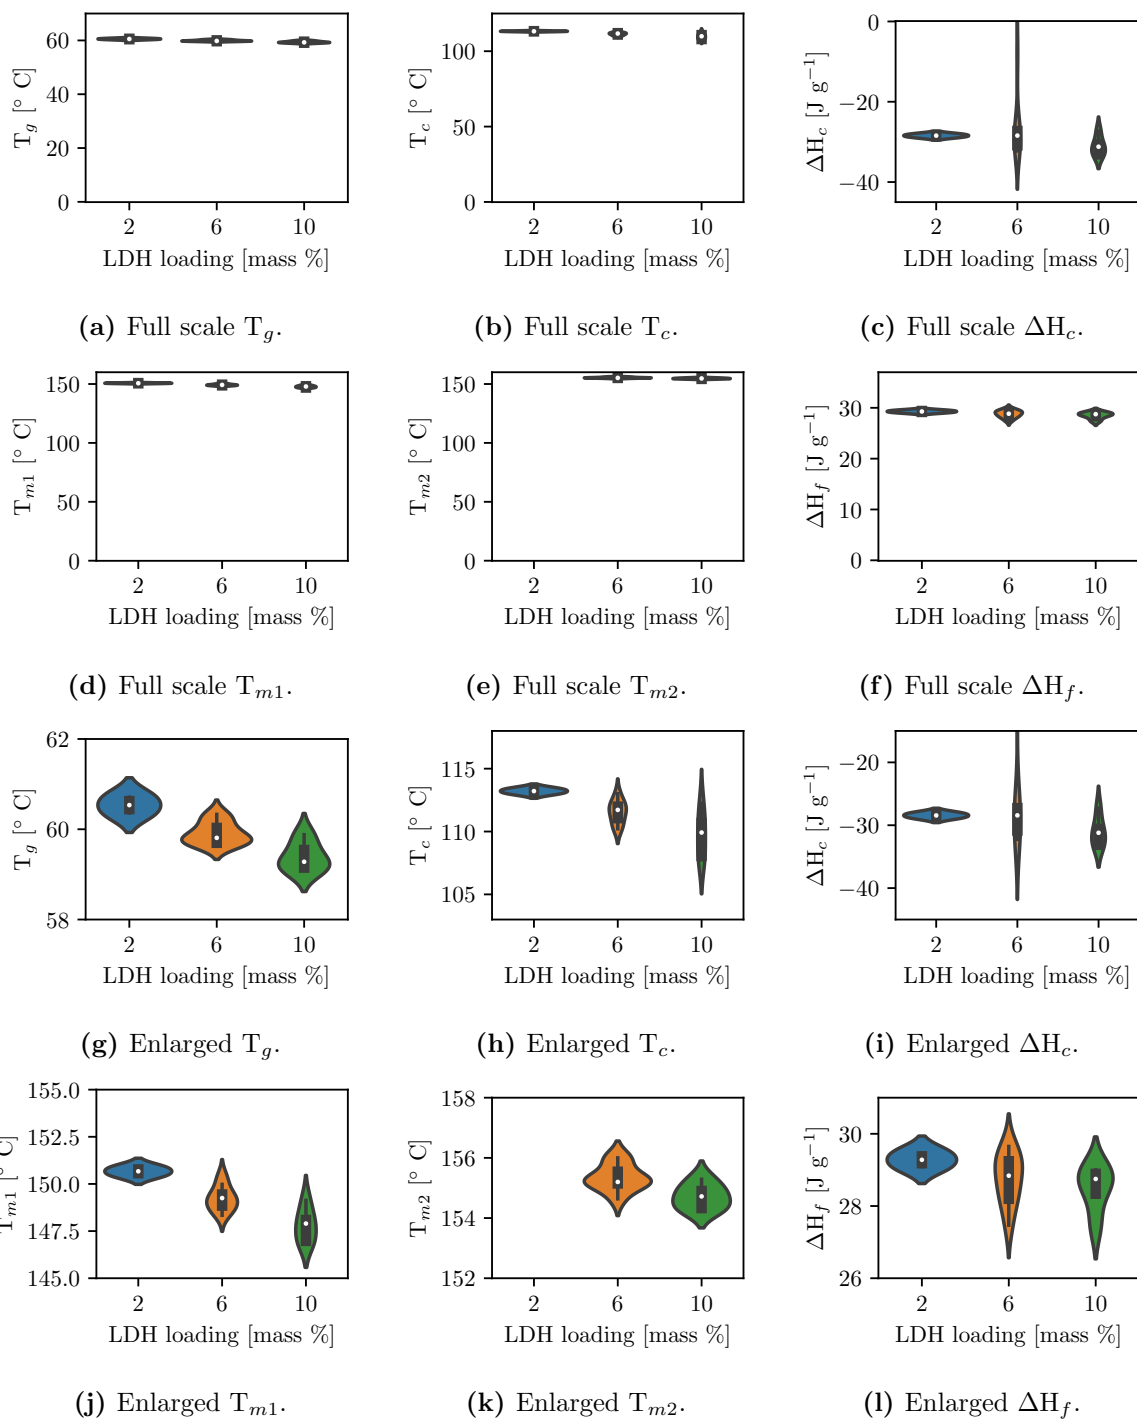 60
40
20
0
T_g [° C]
2 6 10
LDH loading [mass %]
(a) Full scale T_g.
100
50
0
T_c [° C]
2 6 10
LDH loading [mass %]
(b) Full scale T_c.
0
−20
−40
ΔH_c [J g⁻¹]
2 6 10
LDH loading [mass %]
(c) Full scale ΔH_c.
150
100
50
0
T_m1 [° C]
2 6 10
LDH loading [mass %]
(d) Full scale T_m1.
150
100
50
0
T_m2 [° C]
2 6 10
LDH loading [mass %]
(e) Full scale T_m2.
30
20
10
0
ΔH_f [J g⁻¹]
2 6 10
LDH loading [mass %]
(f) Full scale ΔH_f.
62
60
58
T_g [° C]
2 6 10
LDH loading [mass %]
(g) Enlarged T_g.
115
110
105
T_c [° C]
2 6 10
LDH loading [mass %]
(h) Enlarged T_c.
−20
−30
−40
ΔH_c [J g⁻¹]
2 6 10
LDH loading [mass %]
(i) Enlarged ΔH_c.
155.0
152.5
150.0
147.5
145.0
T_m1 [° C]
2 6 10
LDH loading [mass %]
(j) Enlarged T_m1.
158
156
154
152
T_m2 [° C]
2 6 10
LDH loading [mass %]
(k) Enlarged T_m2.
30
28
26
ΔH_f [J g⁻¹]
2 6 10
LDH loading [mass %]
(l) Enlarged ΔH_f.